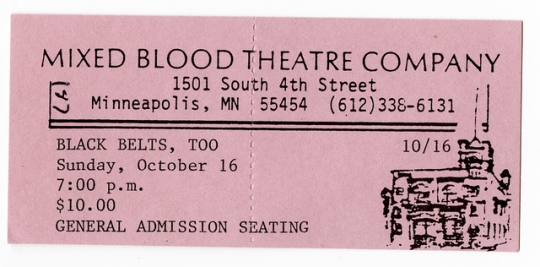 MIXED BLOOD THEATRE COMPANY
1501 South 4th Street
Minneapolis, MN 55454 (612)338-6131
BLACK BELTS, TOO 10/16
Sunday, October 16
7:00 p.m.
$10.00
GENERAL ADMISSION SEATING